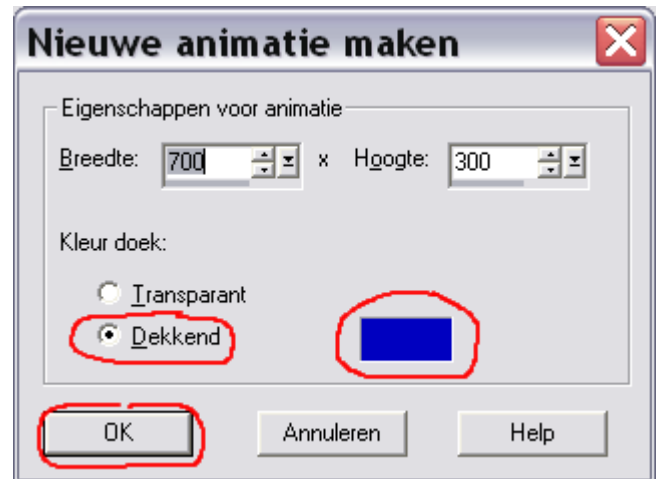 Nieuwe animatie maken
Eigenschappen voor animatie
Breedte: 700 x Hoogte: 300
Kleur doek:
Transparant
Dekkend
OK Annuleren Help